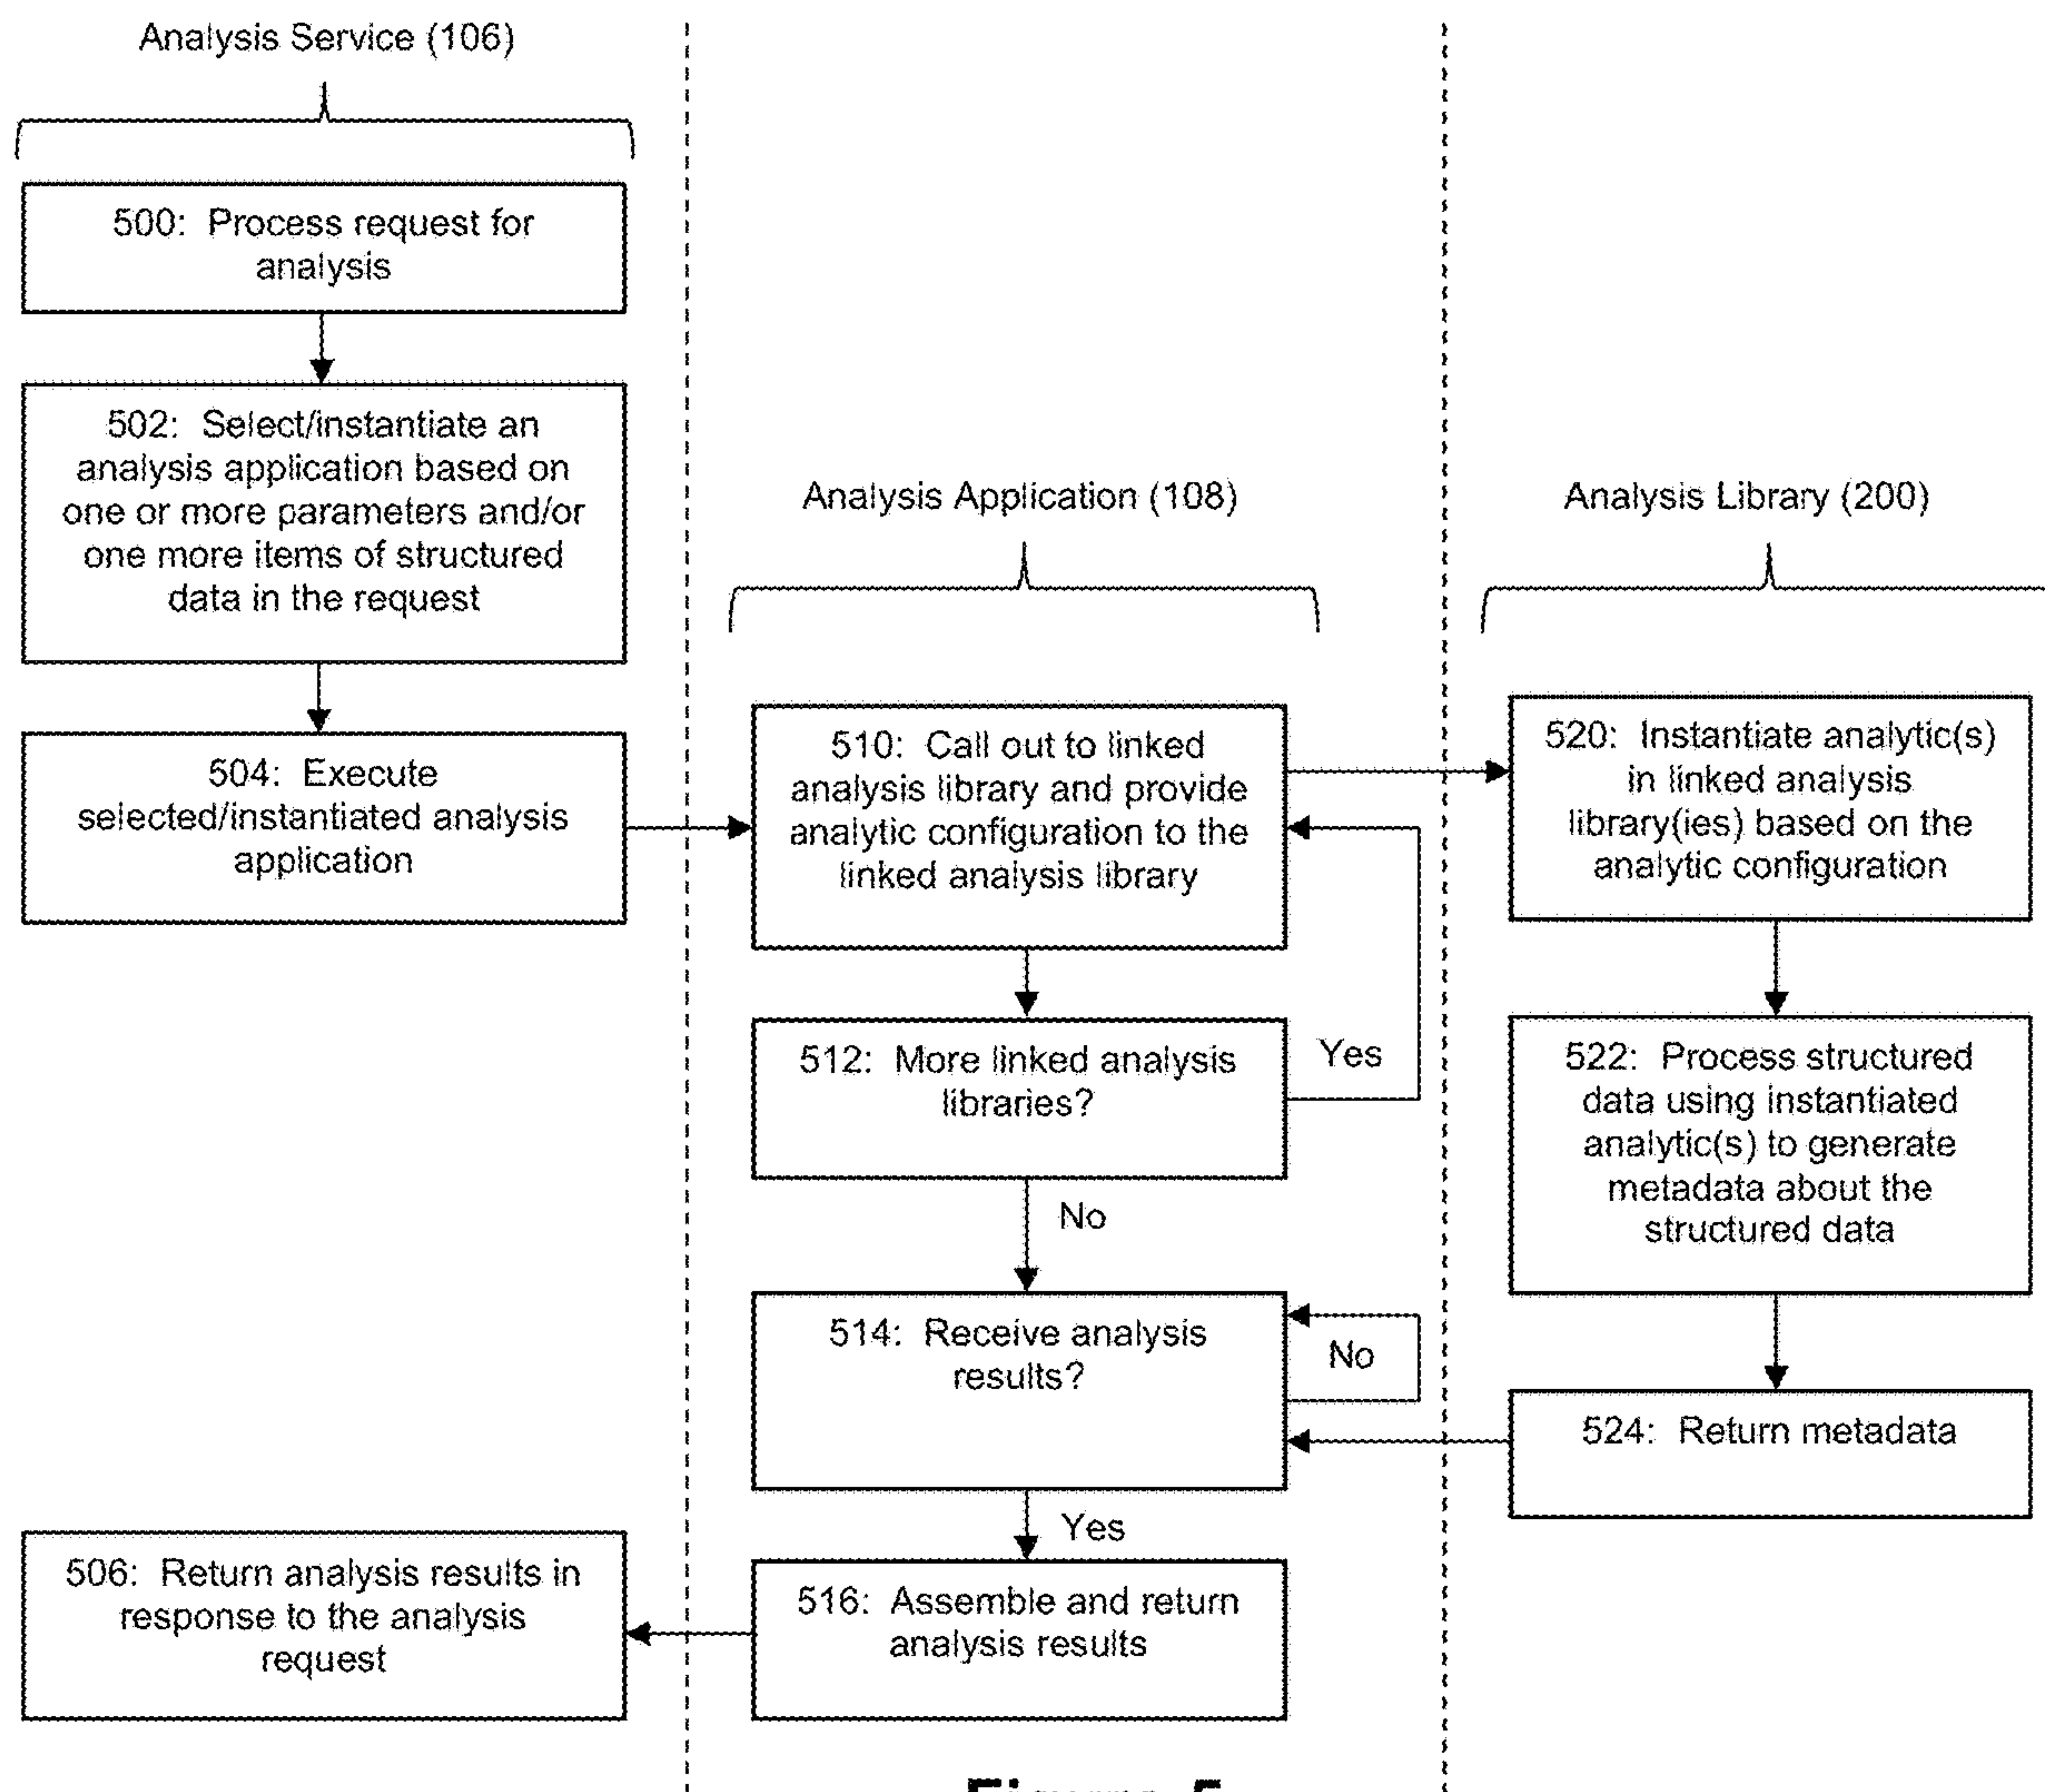 Analysis Service (106)
500: Process request for
analysis
502: Select/instantiate an
analysis application based on
one or more parameters and/or
one more items of structured
data in the request
504: Execute
selected/instantiated analysis
application
506: Return analysis results in
response to the analysis
request
Analysis Application (108)
510: Call out to linked
analysis library and provide
analytic configuration to the
linked analysis library
512: More linked analysis
libraries?
Yes
No
514: Receive analysis
results?
No
Yes
516: Assemble and return
analysis results
Analysis Library (200)
520: Instantiate analytic(s)
in linked analysis
library(ies) based on the
analytic configuration
522: Process structured
data using instantiated
analytic(s) to generate
metadata about the
structured data
524: Return metadata